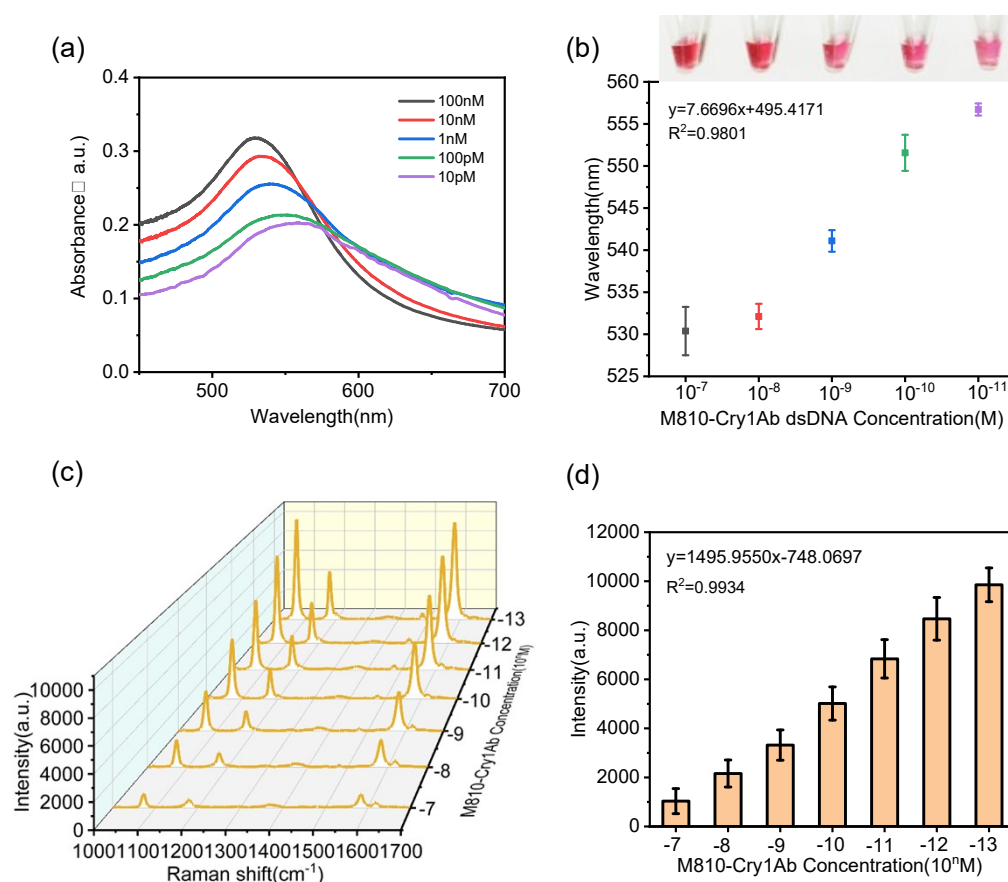 (a)
0.4
0.3
0.2
0.1
0.0
Absorbance□ a.u.)
500
600
700
Wavelength(nm)
100nM
10nM
1nM
100pM
10pM
(b)
560
555
550
545
540
535
530
525
Wavelength(nm)
y=7.6696x+495.4171
R²=0.9801
10⁻⁷
10⁻⁸
10⁻⁹
10⁻¹⁰
10⁻¹¹
M810-Cry1Ab dsDNA Concentration(M)
(c)
10000
8000
6000
4000
2000
0
Intensity(a.u.)
1000
1100
1200
1300
1400
1500
1600
1700
Raman shift(cm⁻¹)
-13
-12
-11
-10
-9
-8
-7
M810-Cry1Ab Concentration(10ⁿM)
(d)
12000
10000
8000
6000
4000
2000
0
Intensity(a.u.)
y=1495.9550x-748.0697
R²=0.9934
-7
-8
-9
-10
-11
-12
-13
M810-Cry1Ab Concentration(10ⁿM)